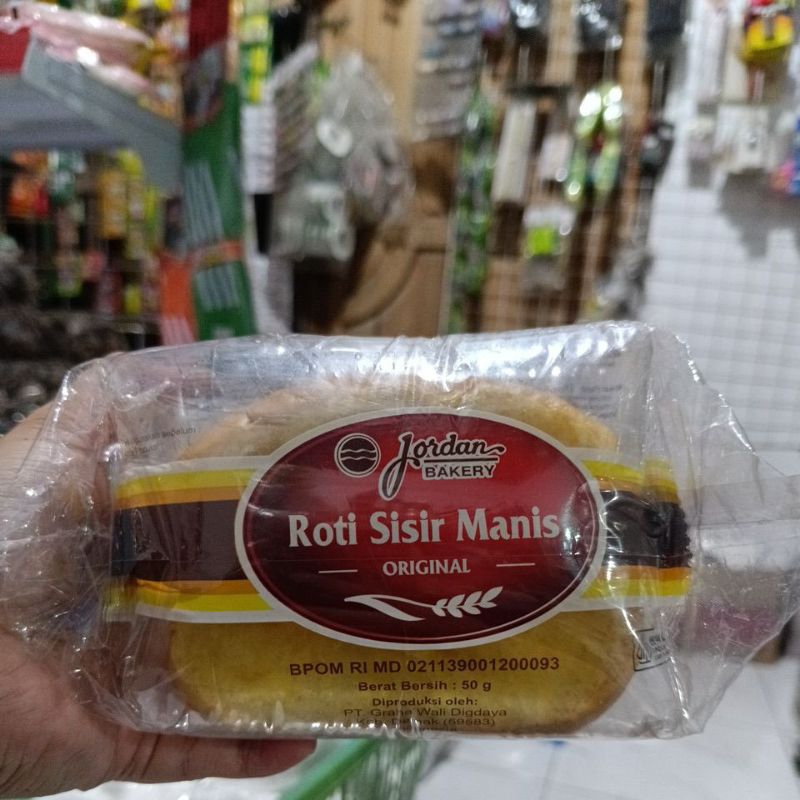 Jordan
BAKERY
Roti Sisir Manis
ORIGINAL
BPOM RI MD 021139001200093
Berat Bersih : 50 g
Diproduksi oleh:
PT. Graha Wali Digdaya
(59583)